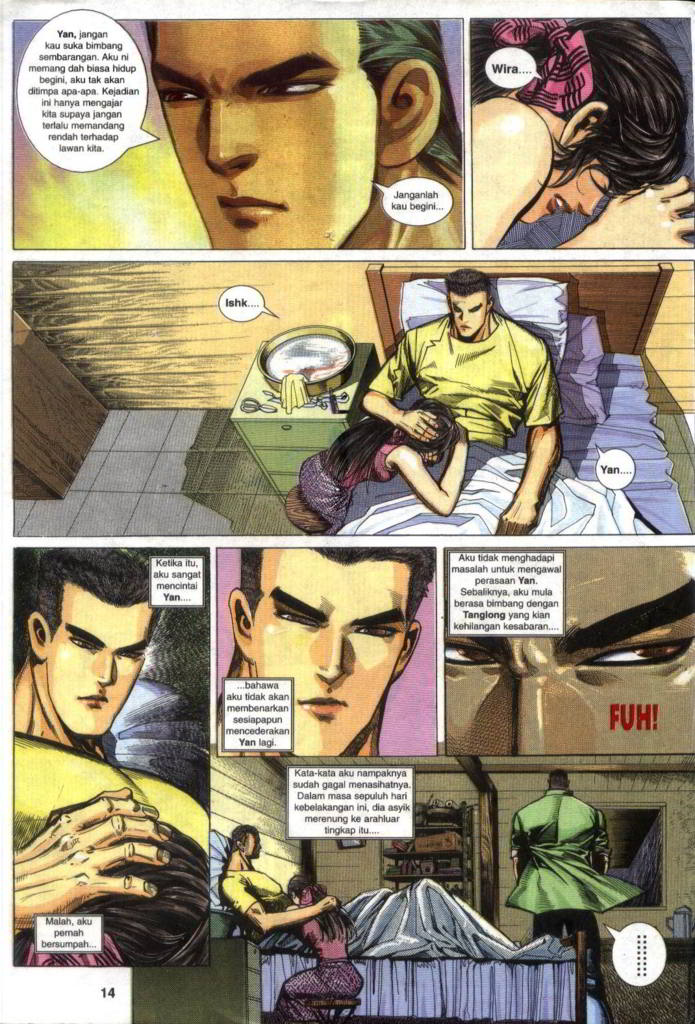 Yan, jangan
kau suka bimbang
sembarangan. Aku ni
memang dah biasa hidup
begini, aku tak akan
ditimpa apa-apa. Kejadian
ini hanya mengajar
kita supaya jangan
terlalu memandang
rendah terhadap
lawan kita.
Janganlah
kau begini...
Wira....
Ishk....
Yan....
Ketika itu,
aku sangat
mencintai
Yan....
Malah, aku
pernah
bersumpah...
...bahawa
aku tidak akan
membenarkan
sesiapapun
mencederakan
Yan lagi.
Aku tidak menghadapi
masalah untuk mengawal
perasaan Yan.
Sebaliknya, aku mula
berasa bimbang dengan
Tanglong yang kian
kehilangan kesabaran....
FUH!
Kata-kata aku nampaknya
sudah gagal menasihatnya.
Dalam masa sepuluh hari
kebelakangan ini, dia asyik
merenung ke arahluar
tingkap itu....
14